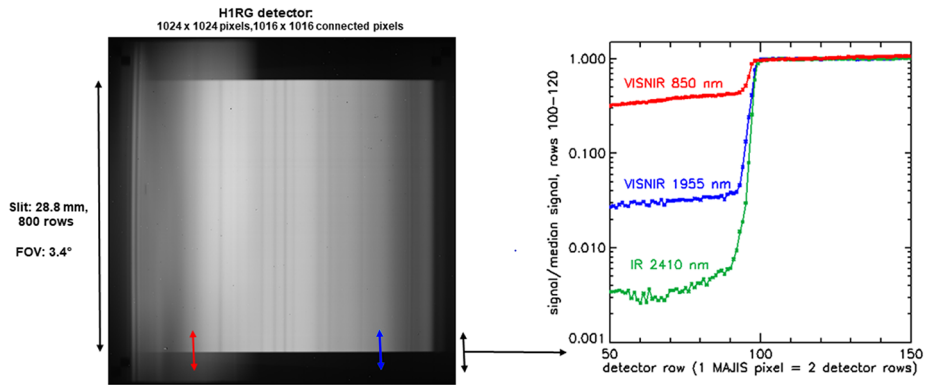 H1RG detector:
1024 x 1024 pixels,1016 x 1016 connected pixels
Slit: 28.8 mm,
800 rows
FOV: 3.4°
signal/median signal, rows 100-120
1.000
0.100
0.010
0.001
VISNIR 850 nm
VISNIR 1955 nm
IR 2410 nm
50
100
150
detector row (1 MAJIS pixel = 2 detector rows)